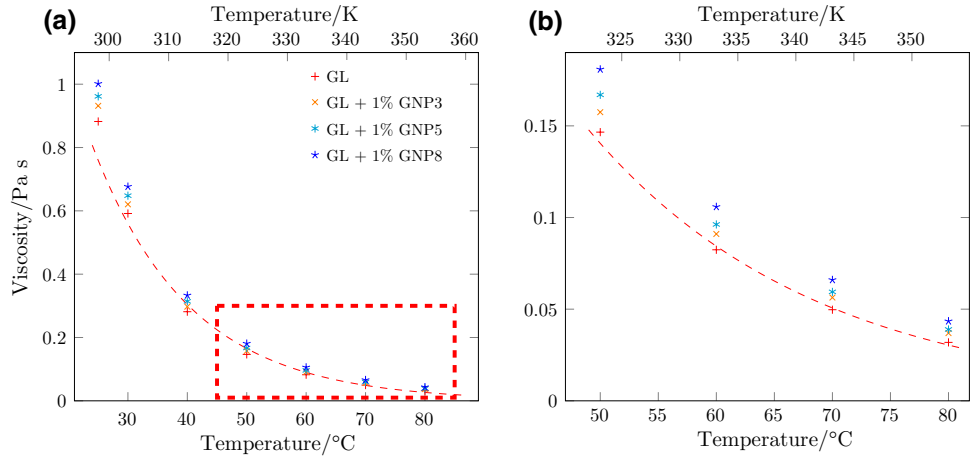 (a)
Temperature/K
300 310 320 330 340 350 360
Viscosity/Pa s
1
0.8
0.6
0.4
0.2
0
GL
GL + 1% GNP3
GL + 1% GNP5
GL + 1% GNP8
30 40 50 60 70 80
Temperature/°C
(b)
Temperature/K
325 330 335 340 345 350
0.15
0.1
0.05
0
50 55 60 65 70 75 80
Temperature/°C